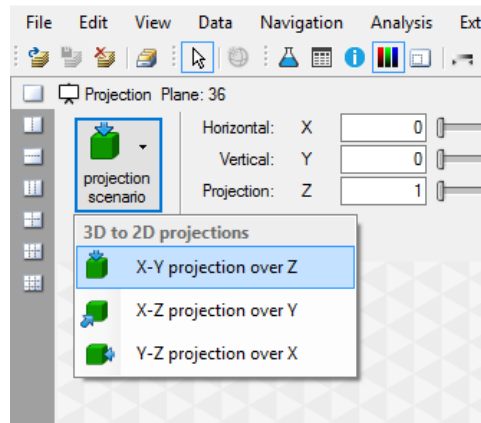 File Edit View Data Navigation Analysis Ext
Projection Plane: 36
Horizontal: X 0
Vertical: Y 0
projection scenario
Projection: Z 1
3D to 2D projections
X-Y projection over Z
X-Z projection over Y
Y-Z projection over X